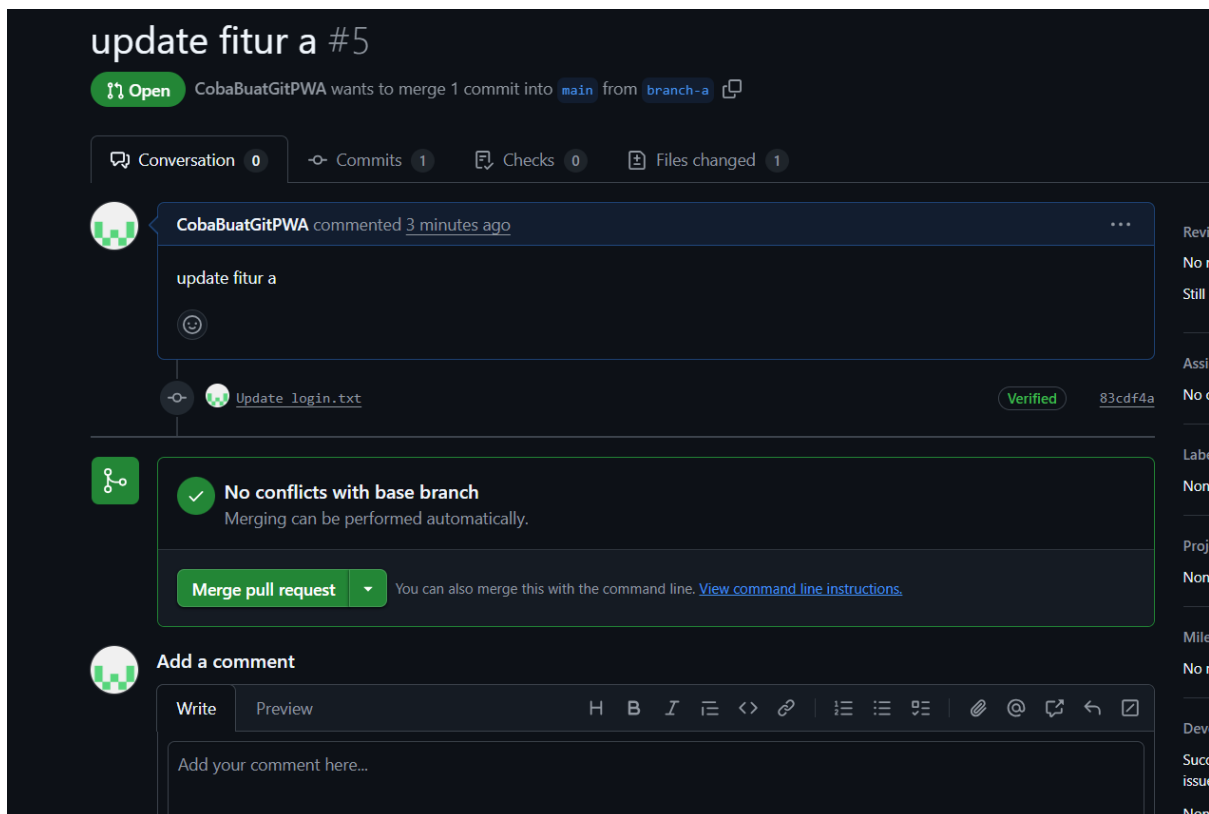 update fitur a #5
Open CobaBuatGitPWA wants to merge 1 commit into main from branch-a
Conversation 0 Commits 1 Checks 0 Files changed 1
CobaBuatGitPWA commented 3 minutes ago
update fitur a
Update login.txt Verified 83cdf4a
No conflicts with base branch
Merging can be performed automatically.
Merge pull request You can also merge this with the command line. View command line instructions.
Add a comment
Write Preview
Add your comment here...
Still